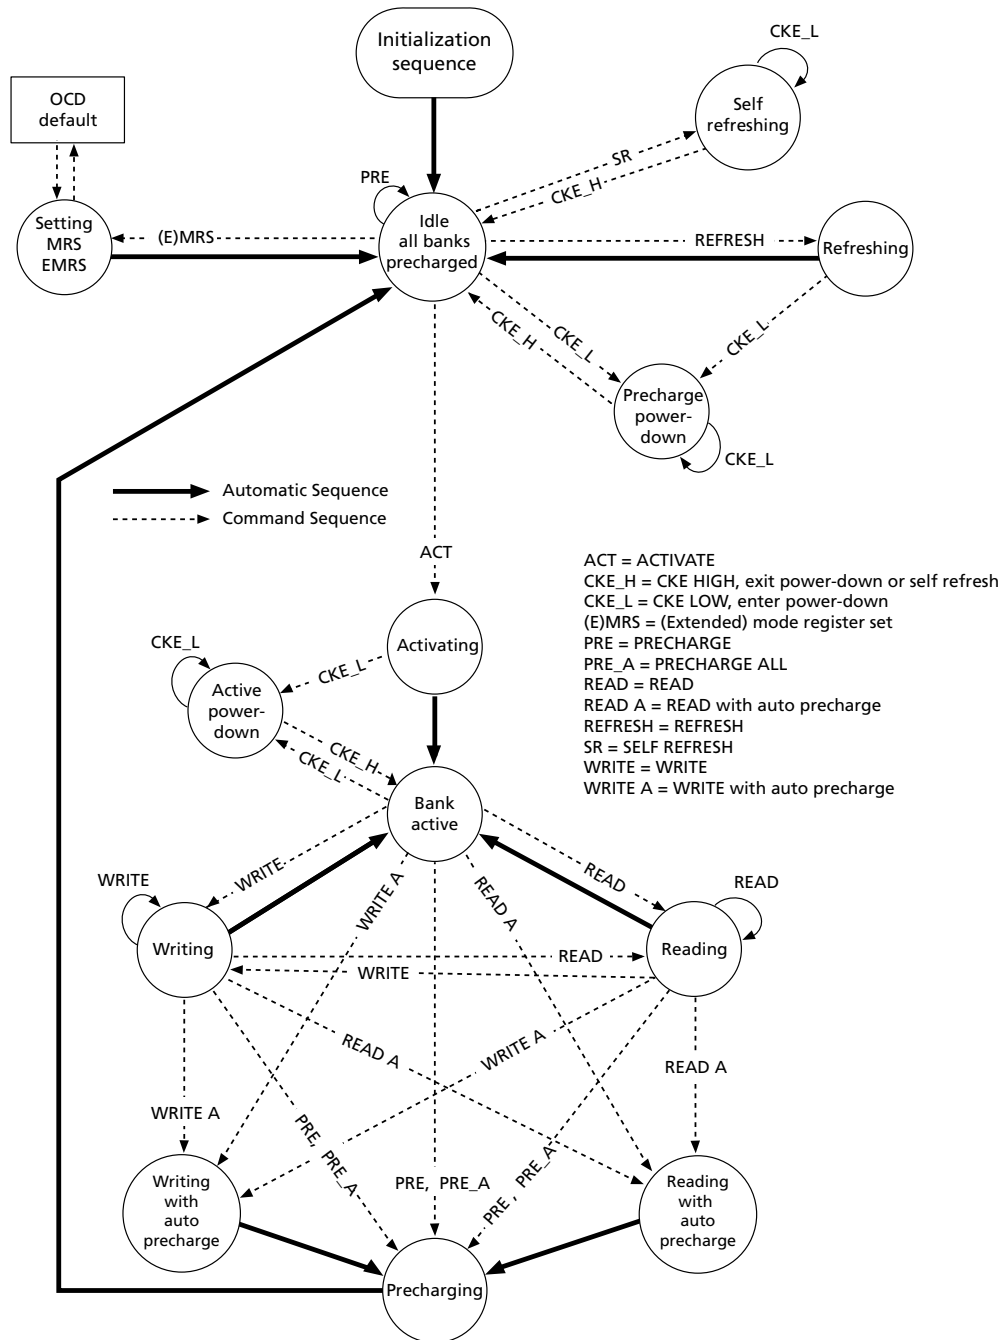 Initialization
sequence
CKE_L
OCD
default
Self
refreshing
SR
CKE_H
PRE
Setting
MRS
EMRS
(E)MRS
Idle
all banks
precharged
REFRESH
Refreshing
CKE_L
CKE_H
CKE_L
Precharge
power-
down
CKE_L
Automatic Sequence
Command Sequence
ACT
ACT = ACTIVATE
CKE_H = CKE HIGH, exit power-down or self refresh
CKE_L = CKE LOW, enter power-down
(E)MRS = (Extended) mode register set
PRE = PRECHARGE
PRE_A = PRECHARGE ALL
READ = READ
READ A = READ with auto precharge
REFRESH = REFRESH
SR = SELF REFRESH
WRITE = WRITE
WRITE A = WRITE with auto precharge
Activating
CKE_L
CKE_L
Active
power-
down
CKE_H
CKE_L
Bank
active
WRITE
WRITE
WRITE A
READ A
READ
READ
Writing
READ
WRITE
Reading
READ A
WRITE A
READ A
WRITE A
PRE, PRE_A
PRE, PRE_A
PRE, PRE_A
Writing
with
auto
precharge
Reading
with
auto
precharge
Precharging